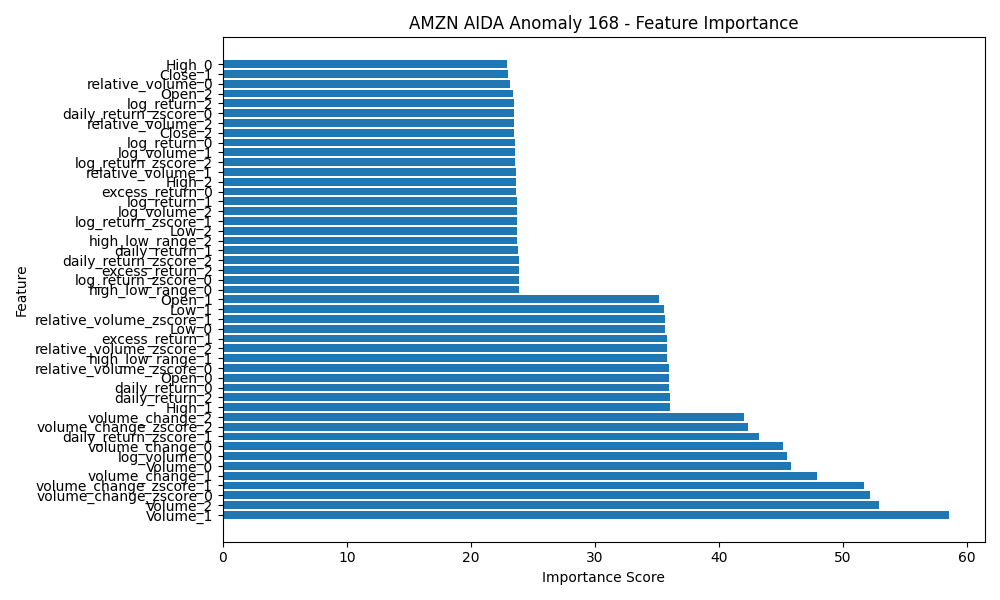 AMZN AIDA Anomaly 168 - Feature Importance
High_0
Close_1
relative_volume_0
Open_2
log_return_2
daily_return_zscore_0
relative_volume_2
Close_2
log_return_0
log_volume_1
log_return_zscore_2
relative_volume_1
High_2
excess_return_0
log_return_1
log_volume_2
log_return_zscore_1
Low_2
high_low_range_2
daily_return_1
daily_return_zscore_2
excess_return_2
log_return_zscore_0
high_low_range_0
Open_1
Low_1
relative_volume_zscore_1
Low_0
excess_return_1
relative_volume_zscore_2
high_low_range_1
relative_volume_zscore_0
Open_0
daily_return_0
daily_return_2
High_1
volume_change_2
volume_change_zscore_2
daily_return_zscore_1
volume_change_0
log_volume_0
Volume_0
volume_change_1
volume_change_zscore_1
volume_change_zscore_0
Volume_2
Volume_1
Feature
0 10 20 30 40 50 60
Importance Score